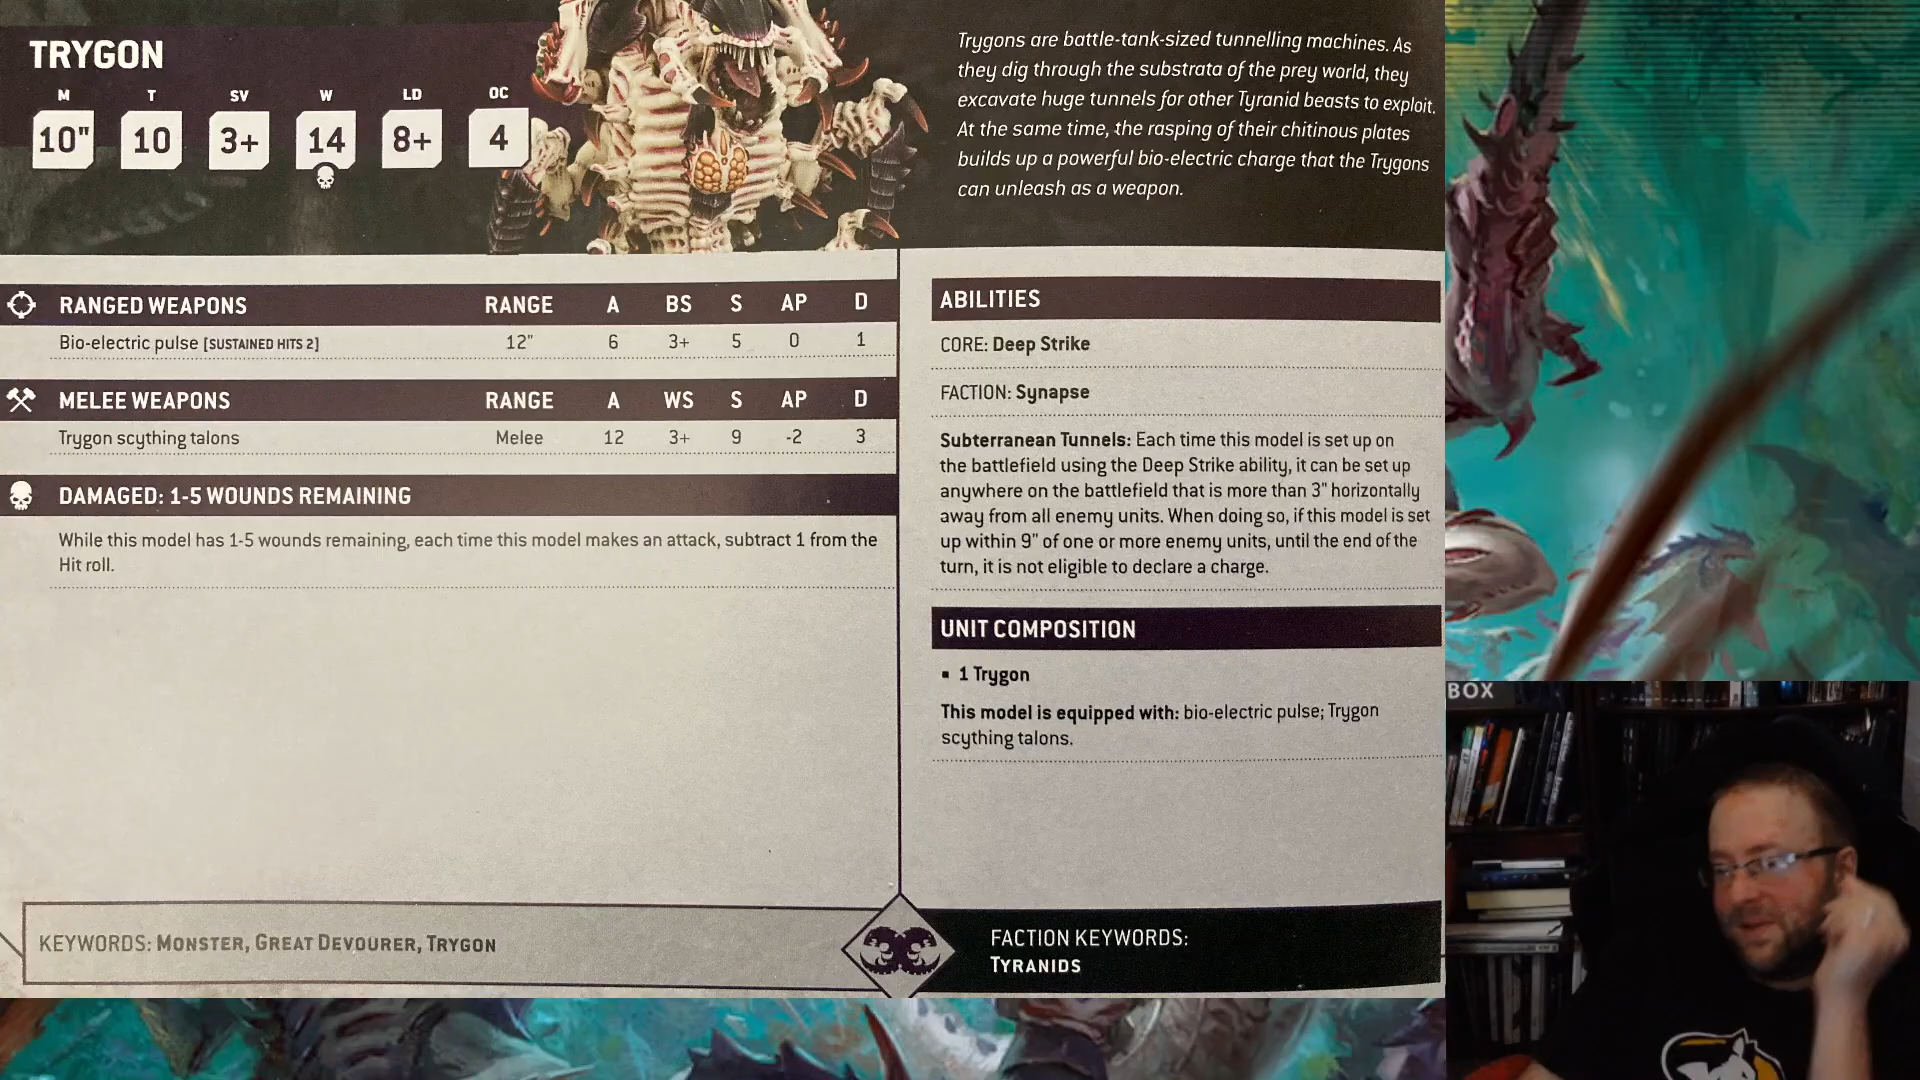 TRYGON
M T SV W LD OC
10" 10 3+ 14 8+ 4
Trygons are battle-tank-sized tunnelling machines. As
they dig through the substrata of the prey world, they
excavate huge tunnels for other Tyranid beasts to exploit.
At the same time, the rasping of their chitinous plates
builds up a powerful bio-electric charge that the Trygons
can unleash as a weapon.
RANGED WEAPONS RANGE A BS S AP D
Bio-electric pulse [SUSTAINED HITS 2] 12" 6 3+ 5 0 1
MELEE WEAPONS RANGE A WS S AP D
Trygon scything talons Melee 12 3+ 9 -2 3
DAMAGED: 1-5 WOUNDS REMAINING
While this model has 1-5 wounds remaining, each time this model makes an attack, subtract 1 from the
Hit roll.
ABILITIES
CORE: Deep Strike
FACTION: Synapse
Subterranean Tunnels: Each time this model is set up on
the battlefield using the Deep Strike ability, it can be set up
anywhere on the battlefield that is more than 3" horizontally
away from all enemy units. When doing so, if this model is set
up within 9" of one or more enemy units, until the end of the
turn, it is not eligible to declare a charge.
UNIT COMPOSITION
▪ 1 Trygon
This model is equipped with: bio-electric pulse; Trygon
scything talons.
KEYWORDS: MONSTER, GREAT DEVOURER, TRYGON
FACTION KEYWORDS:
TYRANIDS
BOX